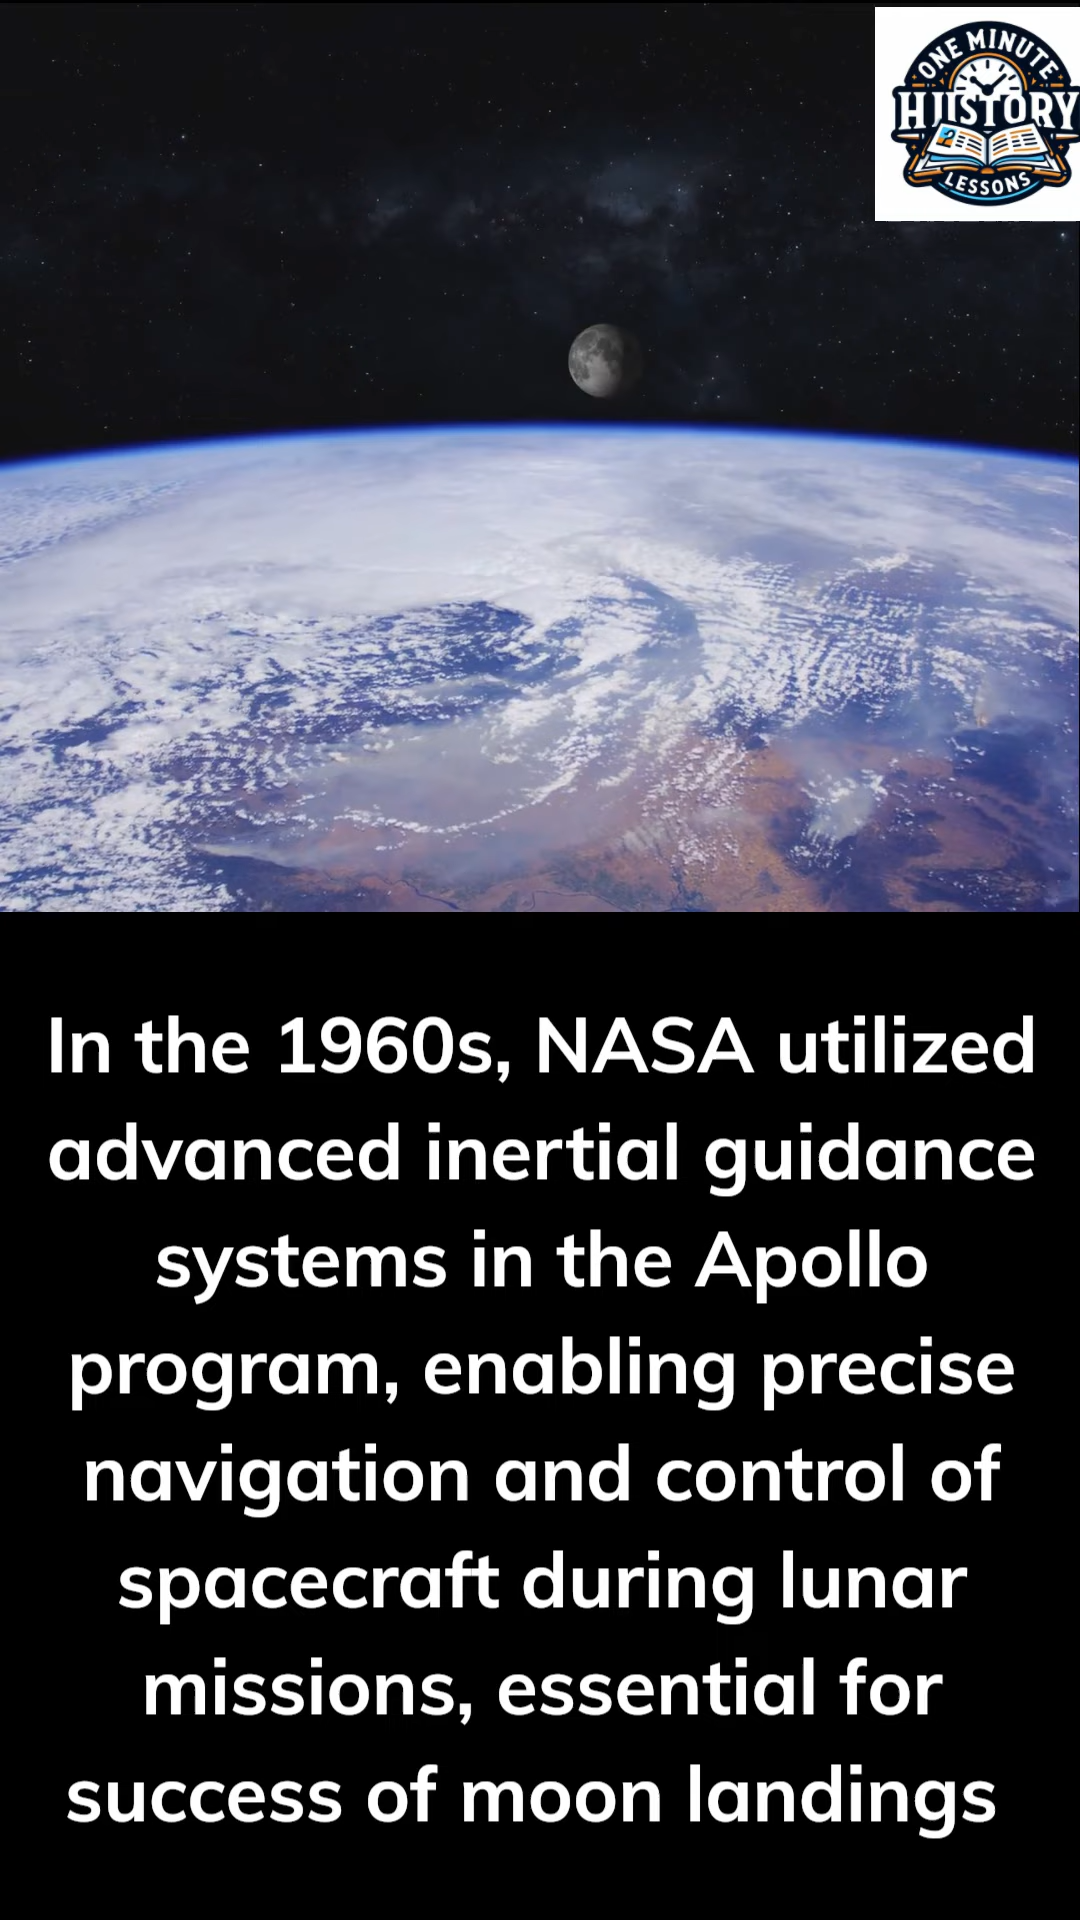 ONE MINUTE
HIISTORY
LESSONS
In the 1960s, NASA utilized
advanced inertial guidance
systems in the Apollo
program, enabling precise
navigation and control of
spacecraft during lunar
missions, essential for
success of moon landings